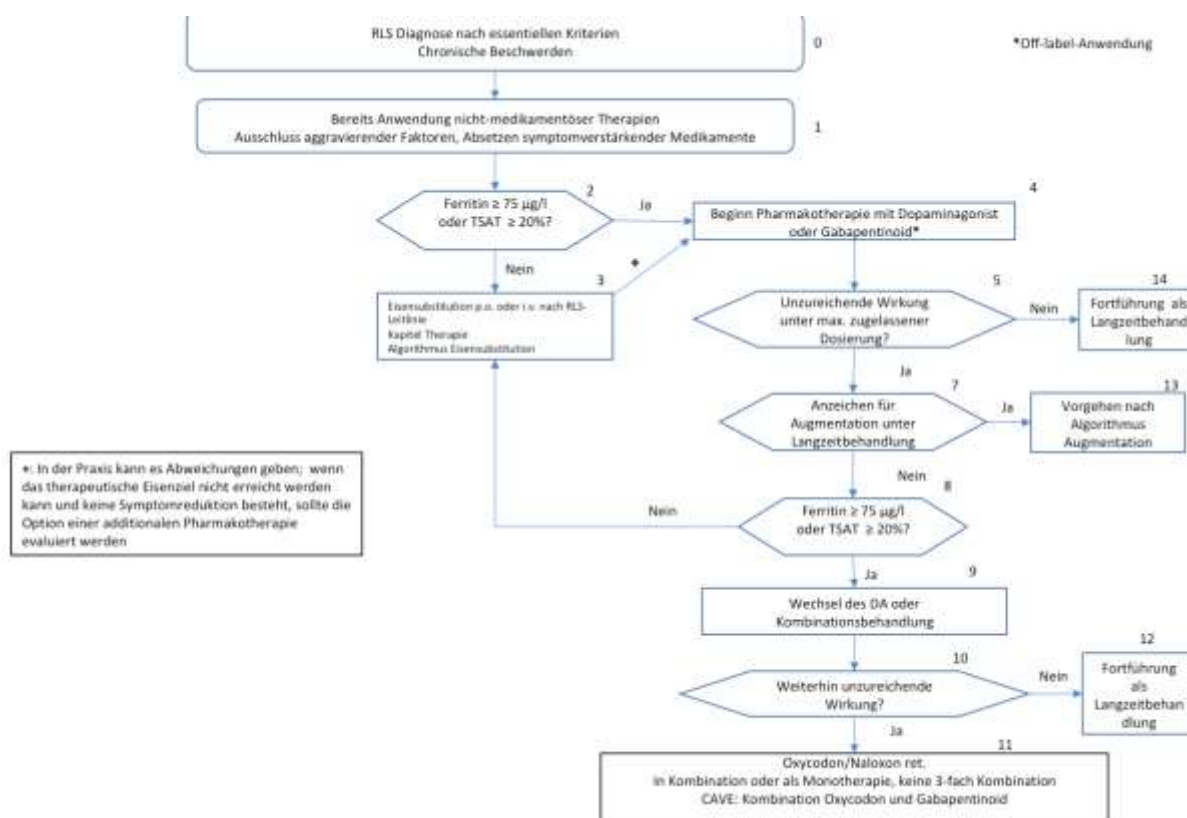 RLS Diagnose nach essentiellen Kriterien
Chronische Beschwerden
0
*Off-label-Anwendung
Bereits Anwendung nicht-medikamentöser Therapien
Ausschluss aggravierender Faktoren, Absetzen symptomverstärkender Medikamente
1
2
Ferritin ≥ 75 µg/l
oder TSAT ≥ 20%?
Ja
4
Beginn Pharmakotherapie mit Dopaminagonist
oder Gabapentinoid*
Nein
3
◆
Eisensubstitution p.o. oder i.v. nach RLS-
Leitlinie
Kapitel Therapie
Algorithmus Eisensubstitution
5
Unzureichende Wirkung
unter max. zugelassener
Dosierung?
Nein
14
Fortführung als
Langzeitbehand
lung
Ja
7
Anzeichen für
Augmentation unter
Langzeitbehandlung
Ja
13
Vorgehen nach
Algorithmus
Augmentation
◆: In der Praxis kann es Abweichungen geben; wenn
das therapeutische Eisenziel nicht erreicht werden
kann und keine Symptomreduktion besteht, sollte die
Option einer additionalen Pharmakotherapie
evaluiert werden
Nein
8
Ferritin ≥ 75 µg/l
oder TSAT ≥ 20%?
Nein
Ja
9
Wechsel des DA oder
Kombinationsbehandlung
10
Weiterhin unzureichende
Wirkung?
Nein
12
Fortführung
als
Langzeitbehan
dlung
Ja
11
Oxycodon/Naloxon ret.
In Kombination oder als Monotherapie, keine 3-fach Kombination
CAVE: Kombination Oxycodon und Gabapentinoid